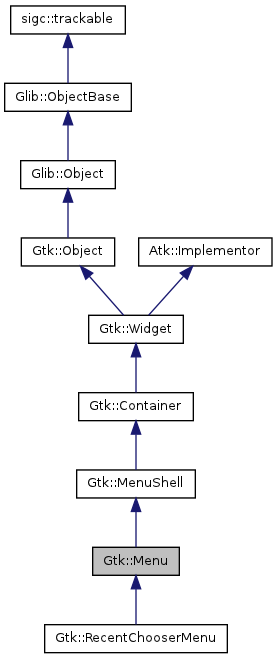 sigc::trackable
Glib::ObjectBase
Glib::Object
Gtk::Object
Atk::Implementor
Gtk::Widget
Gtk::Container
Gtk::MenuShell
Gtk::Menu
Gtk::RecentChooserMenu